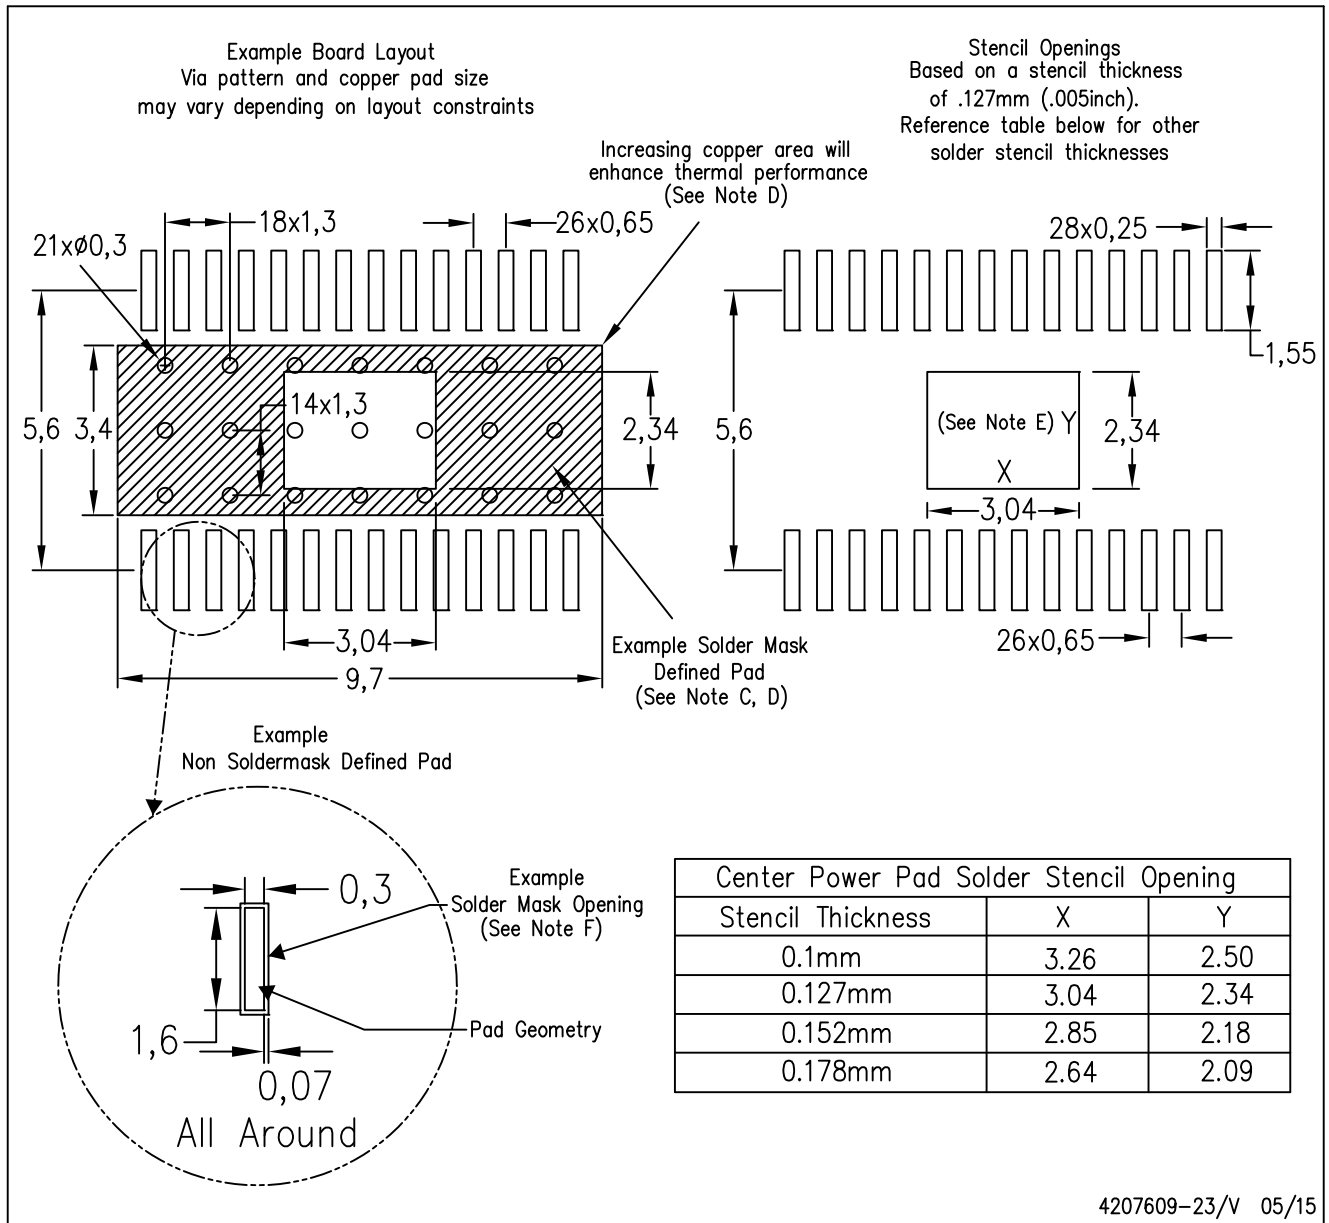 Example Board Layout
Via pattern and copper pad size
may vary depending on layout constraints
Stencil Openings
Based on a stencil thickness
of .127mm (.005inch).
Reference table below for other
solder stencil thicknesses
Increasing copper area will
enhance thermal performance
(See Note D)
18x1,3
26x0,65
21xø0,3
14x1,3
5,6
3,4
2,34
3,04
9,7
Example Solder Mask
Defined Pad
(See Note C, D)
28x0,25
1,55
5,6
(See Note E) Y
X
2,34
3,04
26x0,65
Example
Non Soldermask Defined Pad
0,3
Example
Solder Mask Opening
(See Note F)
1,6
Pad Geometry
0,07
All Around
Center Power Pad Solder Stencil Opening
Stencil Thickness X Y
0.1mm 3.26 2.50
0.127mm 3.04 2.34
0.152mm 2.85 2.18
0.178mm 2.64 2.09
4207609-23/V 05/15